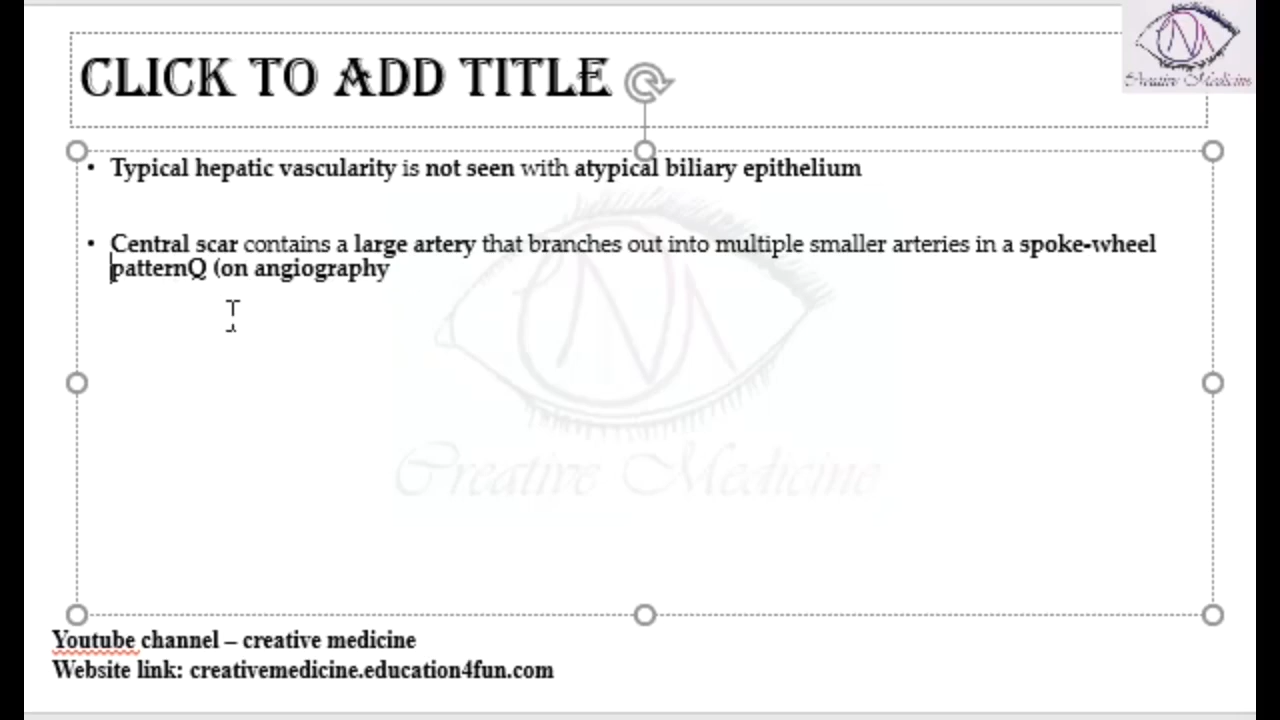 Creative Medicine
CLICK TO ADD TITLE
• Typical hepatic vascularity is not seen with atypical biliary epithelium
• Central scar contains a large artery that branches out into multiple smaller arteries in a spoke-wheel
patternQ (on angiography
Creative Medicine
Youtube channel – creative medicine
Website link: creativemedicine.education4fun.com